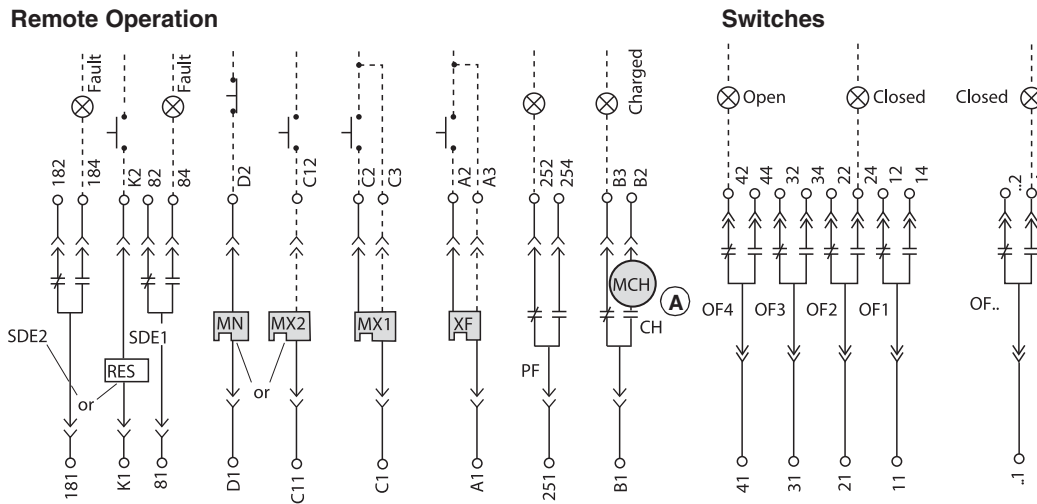 Remote Operation
Switches
Fault
Fault
Charged
Open
Closed
Closed
182
184
K2
82
84
D2
C12
C2
C3
A2
A3
252
254
B3
B2
42
44
32
34
22
24
12
14
..2
MCH
A
MN
MX2
MX1
XF
CH
OF4
OF3
OF2
OF1
OF..
SDE2
SDE1
RES
PF
or
or
181
K1
81
D1
C11
C1
A1
251
B1
41
31
21
11
..1